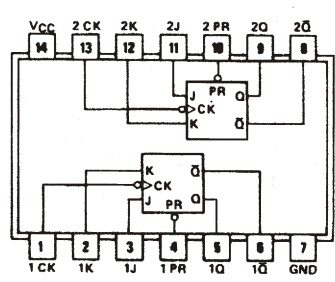 VCC 2 CK 2K 2J 2 PR 2Q 2Q̅
14 13 12 11 10 9 8
J PR Q
CK
K Q̅
K Q̅
CK
J PR Q
1 2 3 4 5 6 7
1 CK 1K 1J 1 PR 1Q 1Q̅ GND